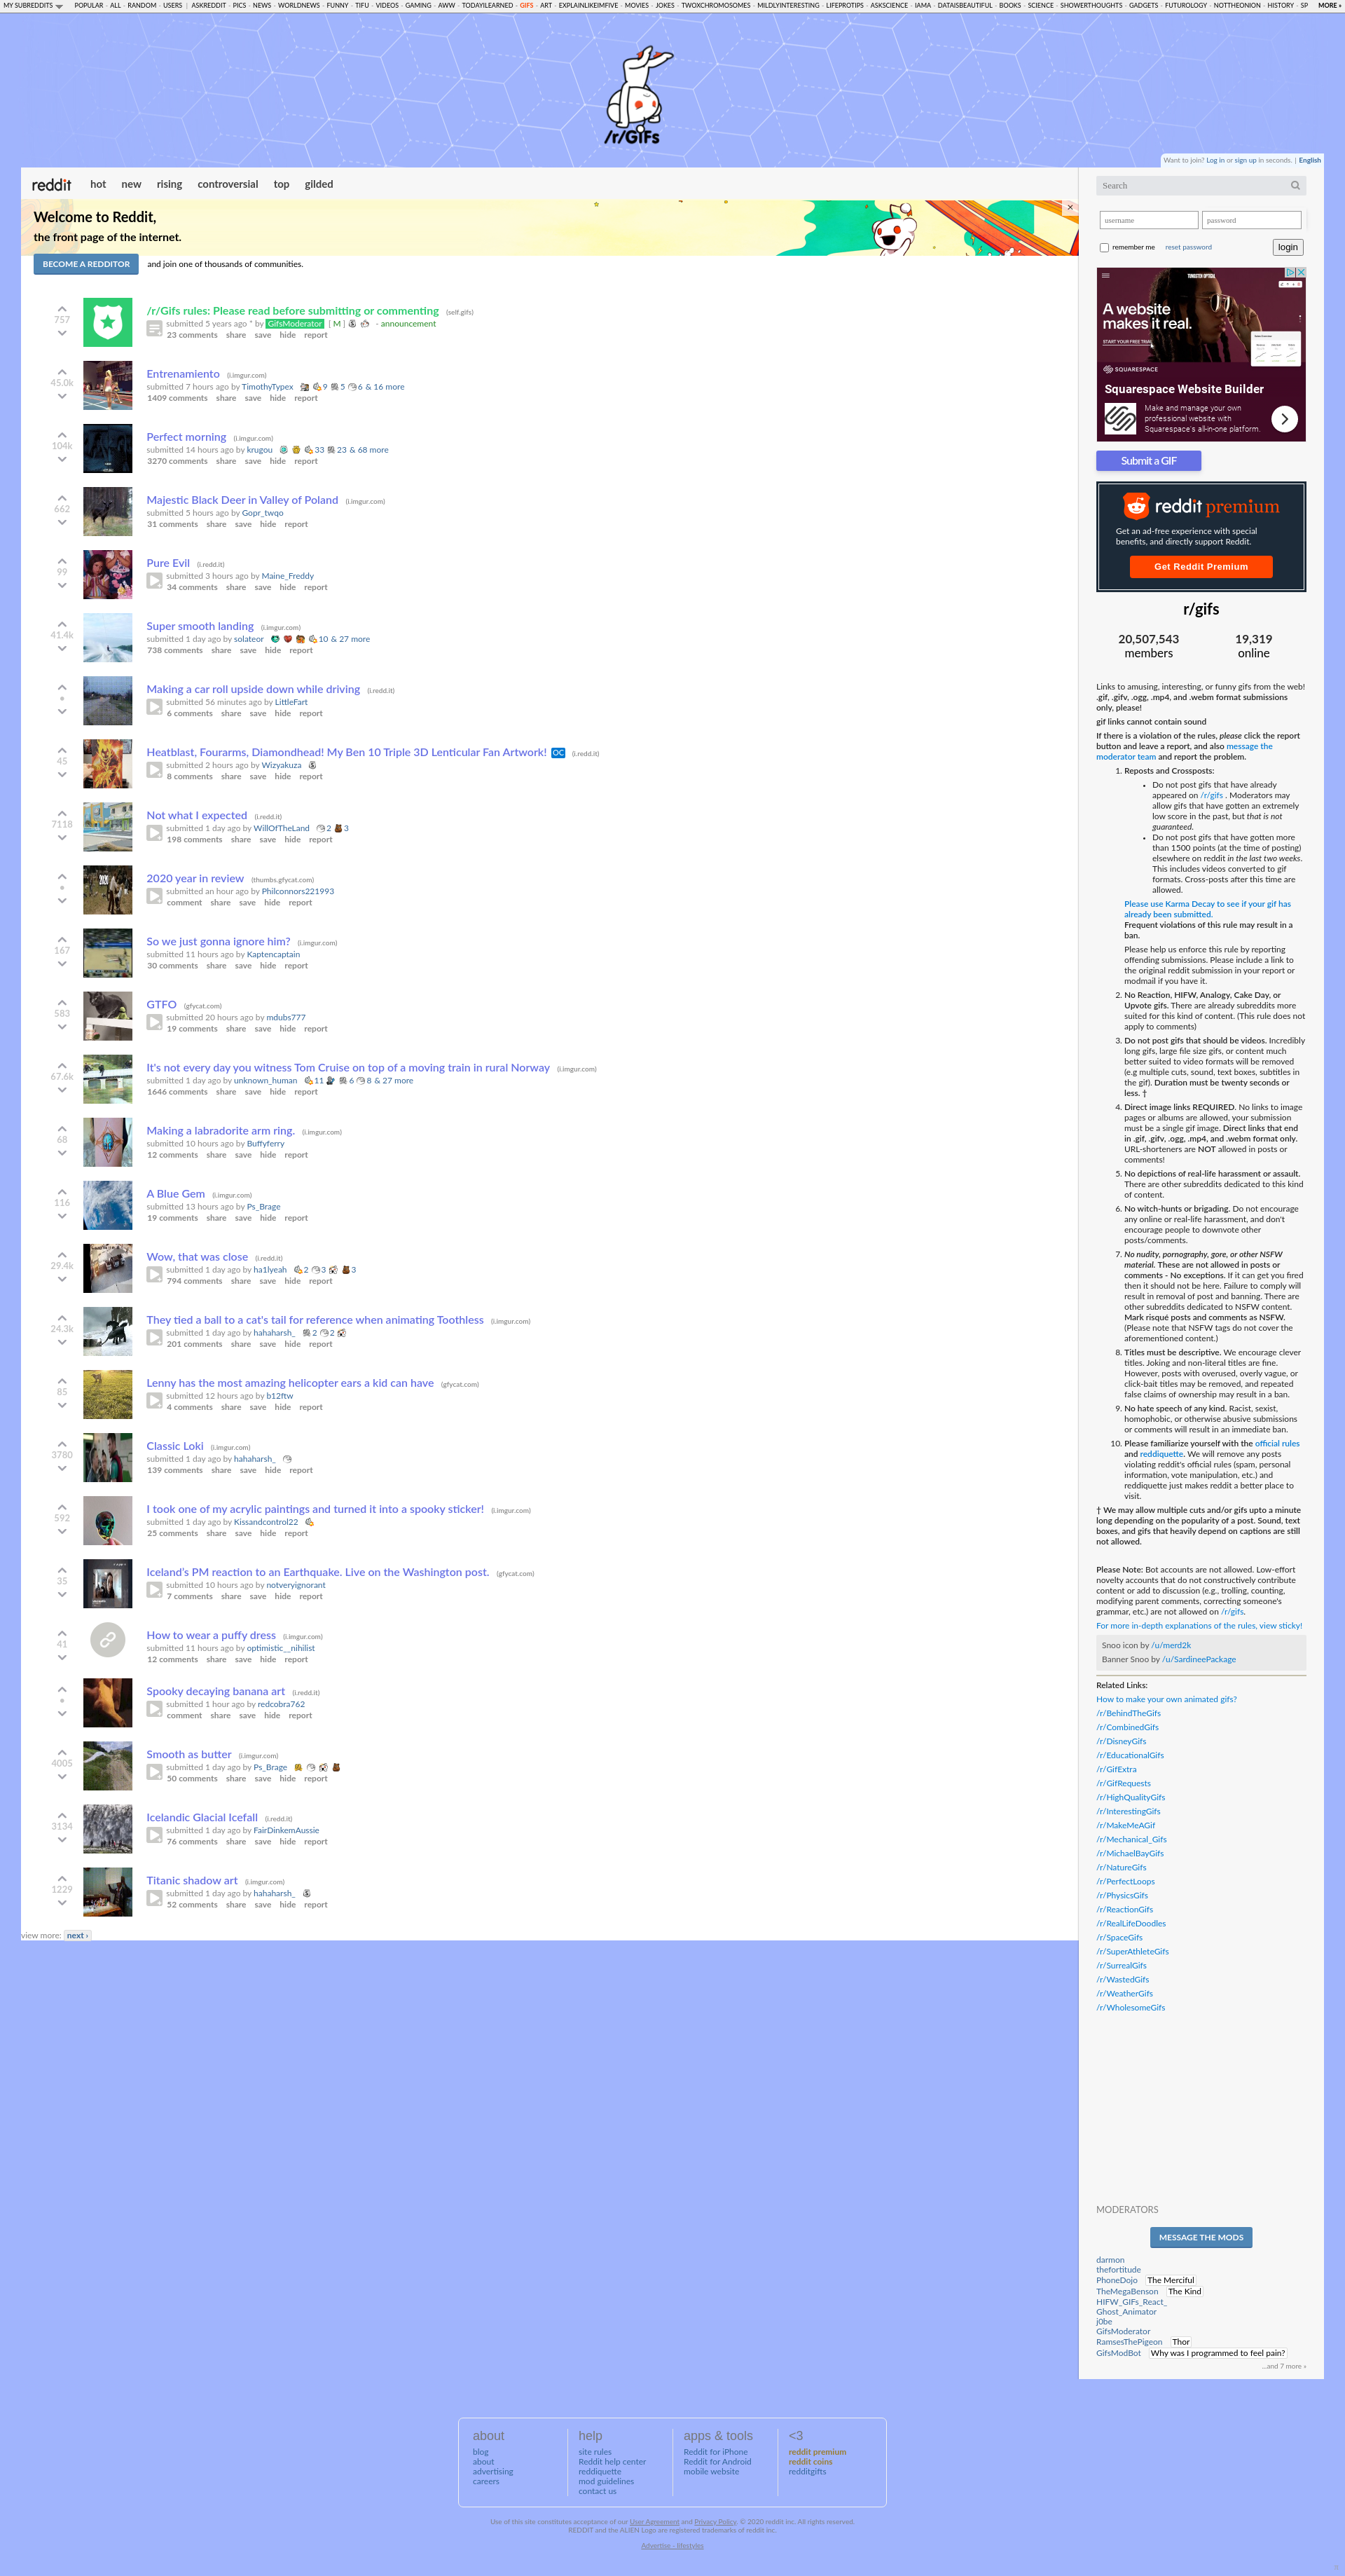 MY SUBREDDITS POPULAR - ALL - RANDOM - USERS | ASKREDDIT - PICS - NEWS - WORLDNEWS - FUNNY - TIFU - VIDEOS - GAMING - AWW - TODAYILEARNED - GIFS - ART - EXPLAINLIKEIMFIVE - MOVIES - JOKES - TWOXCHROMOSOMES - MILDLYINTERESTING - LIFEPROTIPS - ASKSCIENCE - IAMA - DATAISBEAUTIFUL - BOOKS - SCIENCE - SHOWERTHOUGHTS - GADGETS - FUTUROLOGY - NOTTHEONION - HISTORY - SP MORE »
/r/GIFs
Want to join? Log in or sign up in seconds. | English
reddit hot new rising controversial top gilded
Welcome to Reddit,
the front page of the internet.
BECOME A REDDITOR and join one of thousands of communities.
×
757
/r/Gifs rules: Please read before submitting or commenting (self.gifs)
submitted 5 years ago * by GifsModerator [ M ] - announcement
23 comments share save hide report
45.0k
Entrenamiento (i.imgur.com)
submitted 7 hours ago by TimothyTypex 9 5 6 & 16 more
1409 comments share save hide report
104k
Perfect morning (i.imgur.com)
submitted 14 hours ago by krugou 33 23 & 68 more
3270 comments share save hide report
662
Majestic Black Deer in Valley of Poland (i.imgur.com)
submitted 5 hours ago by Gopr_twqo
31 comments share save hide report
99
Pure Evil (i.redd.it)
submitted 3 hours ago by Maine_Freddy
34 comments share save hide report
41.4k
Super smooth landing (i.imgur.com)
submitted 1 day ago by solateor 10 & 27 more
738 comments share save hide report
•
Making a car roll upside down while driving (i.redd.it)
submitted 56 minutes ago by LittleFart
6 comments share save hide report
45
Heatblast, Fourarms, Diamondhead! My Ben 10 Triple 3D Lenticular Fan Artwork! OC (i.redd.it)
submitted 2 hours ago by Wizyakuza
8 comments share save hide report
7118
Not what I expected (i.redd.it)
submitted 1 day ago by WillOfTheLand 2 3
198 comments share save hide report
•
2020 year in review (thumbs.gfycat.com)
submitted an hour ago by Philconnors221993
comment share save hide report
167
So we just gonna ignore him? (i.imgur.com)
submitted 11 hours ago by Kaptencaptain
30 comments share save hide report
583
GTFO (gfycat.com)
submitted 20 hours ago by mdubs777
19 comments share save hide report
67.6k
It's not every day you witness Tom Cruise on top of a moving train in rural Norway (i.imgur.com)
submitted 1 day ago by unknown_human 11 6 8 & 27 more
1646 comments share save hide report
68
Making a labradorite arm ring. (i.imgur.com)
submitted 10 hours ago by Buffyferry
12 comments share save hide report
116
A Blue Gem (i.imgur.com)
submitted 13 hours ago by Ps_Brage
19 comments share save hide report
29.4k
Wow, that was close (i.redd.it)
submitted 1 day ago by ha1lyeah 2 3 3
794 comments share save hide report
24.3k
They tied a ball to a cat's tail for reference when animating Toothless (i.imgur.com)
submitted 1 day ago by hahaharsh_ 2 2
201 comments share save hide report
85
Lenny has the most amazing helicopter ears a kid can have (gfycat.com)
submitted 12 hours ago by b12ftw
4 comments share save hide report
3780
Classic Loki (i.imgur.com)
submitted 1 day ago by hahaharsh_
139 comments share save hide report
592
I took one of my acrylic paintings and turned it into a spooky sticker! (i.imgur.com)
submitted 1 day ago by Kissandcontrol22
25 comments share save hide report
35
Iceland's PM reaction to an Earthquake. Live on the Washington post. (gfycat.com)
submitted 10 hours ago by notveryignorant
7 comments share save hide report
41
How to wear a puffy dress (i.imgur.com)
submitted 11 hours ago by optimistic__nihilist
12 comments share save hide report
•
Spooky decaying banana art (i.redd.it)
submitted 1 hour ago by redcobra762
comment share save hide report
4005
Smooth as butter (i.imgur.com)
submitted 1 day ago by Ps_Brage
50 comments share save hide report
3134
Icelandic Glacial Icefall (i.redd.it)
submitted 1 day ago by FairDinkemAussie
76 comments share save hide report
1229
Titanic shadow art (i.imgur.com)
submitted 1 day ago by hahaharsh_
52 comments share save hide report
view more: next ›
Search
username password
remember me reset password login
TUNGSTEN OPTICAL
A website
makes it real.
START YOUR FREE TRIAL
SQUARESPACE
Squarespace Website Builder
Make and manage your own
professional website with
Squarespace's all-in-one platform.
Submit a GIF
reddit premium
Get an ad-free experience with special
benefits, and directly support Reddit.
Get Reddit Premium
r/gifs
20,507,543 19,319
members online
Links to amusing, interesting, or funny gifs from the web!
.gif, .gifv, .ogg, .mp4, and .webm format submissions
only, please!
gif links cannot contain sound
If there is a violation of the rules, please click the report
button and leave a report, and also message the
moderator team and report the problem.
1. Reposts and Crossposts:
• Do not post gifs that have already
appeared on /r/gifs . Moderators may
allow gifs that have gotten an extremely
low score in the past, but that is not
guaranteed.
• Do not post gifs that have gotten more
than 1500 points (at the time of posting)
elsewhere on reddit in the last two weeks.
This includes videos converted to gif
formats. Cross-posts after this time are
allowed.
Please use Karma Decay to see if your gif has
already been submitted.
Frequent violations of this rule may result in a
ban.
Please help us enforce this rule by reporting
offending submissions. Please include a link to
the original reddit submission in your report or
modmail if you have it.
2. No Reaction, HIFW, Analogy, Cake Day, or
Upvote gifs. There are already subreddits more
suited for this kind of content. (This rule does not
apply to comments)
3. Do not post gifs that should be videos. Incredibly
long gifs, large file size gifs, or content much
better suited to video formats will be removed
(e.g multiple cuts, sound, text boxes, subtitles in
the gif). Duration must be twenty seconds or
less. †
4. Direct image links REQUIRED. No links to image
pages or albums are allowed, your submission
must be a single gif image. Direct links that end
in .gif, .gifv, .ogg, .mp4, and .webm format only.
URL-shorteners are NOT allowed in posts or
comments!
5. No depictions of real-life harassment or assault.
There are other subreddits dedicated to this kind
of content.
6. No witch-hunts or brigading. Do not encourage
any online or real-life harassment, and don't
encourage people to downvote other
posts/comments.
7. No nudity, pornography, gore, or other NSFW
material. These are not allowed in posts or
comments - No exceptions. If it can get you fired
then it should not be here. Failure to comply will
result in removal of post and banning. There are
other subreddits dedicated to NSFW content.
Mark risqué posts and comments as NSFW.
(Please note that NSFW tags do not cover the
aforementioned content.)
8. Titles must be descriptive. We encourage clever
titles. Joking and non-literal titles are fine.
However, posts with overused, overly vague, or
click-bait titles may be removed, and repeated
false claims of ownership may result in a ban.
9. No hate speech of any kind. Racist, sexist,
homophobic, or otherwise abusive submissions
or comments will result in an immediate ban.
10. Please familiarize yourself with the official rules
and reddiquette. We will remove any posts
violating reddit's official rules (spam, personal
information, vote manipulation, etc.) and
reddiquette just makes reddit a better place to
visit.
† We may allow multiple cuts and/or gifs upto a minute
long depending on the popularity of a post. Sound, text
boxes, and gifs that heavily depend on captions are still
not allowed.
Please Note: Bot accounts are not allowed. Low-effort
novelty accounts that do not constructively contribute
content or add to discussion (e.g., trolling, counting,
modifying parent comments, correcting someone's
grammar, etc.) are not allowed on /r/gifs.
For more in-depth explanations of the rules, view sticky!
Snoo icon by /u/merd2k
Banner Snoo by /u/SardineePackage
Related Links:
How to make your own animated gifs?
/r/BehindTheGifs
/r/CombinedGifs
/r/DisneyGifs
/r/EducationalGifs
/r/GifExtra
/r/GifRequests
/r/HighQualityGifs
/r/InterestingGifs
/r/MakeMeAGif
/r/Mechanical_Gifs
/r/MichaelBayGifs
/r/NatureGifs
/r/PerfectLoops
/r/PhysicsGifs
/r/ReactionGifs
/r/RealLifeDoodles
/r/SpaceGifs
/r/SuperAthleteGifs
/r/SurrealGifs
/r/WastedGifs
/r/WeatherGifs
/r/WholesomeGifs
MODERATORS
MESSAGE THE MODS
darmon
thefortitude
PhoneDojo The Merciful
TheMegaBenson The Kind
HIFW_GIFs_React_
Ghost_Animator
j0be
GifsModerator
RamsesThePigeon Thor
GifsModBot Why was I programmed to feel pain?
...and 7 more »
about
blog
about
advertising
careers
help
site rules
Reddit help center
reddiquette
mod guidelines
contact us
apps & tools
Reddit for iPhone
Reddit for Android
mobile website
<3
reddit premium
reddit coins
redditgifts
Use of this site constitutes acceptance of our User Agreement and Privacy Policy. © 2020 reddit inc. All rights reserved.
REDDIT and the ALIEN Logo are registered trademarks of reddit inc.
Advertise - lifestyles